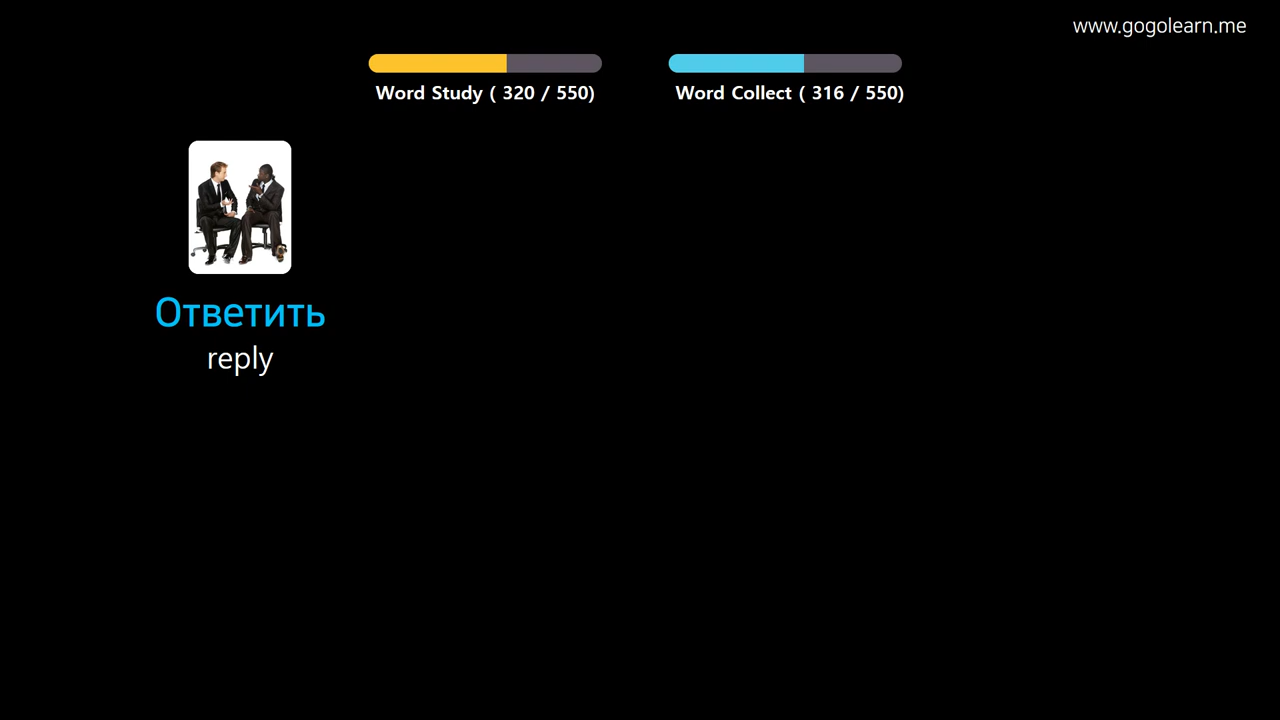 www.gogolearn.me
Word Study ( 320 / 550)
Word Collect ( 316 / 550)
Ответить
reply